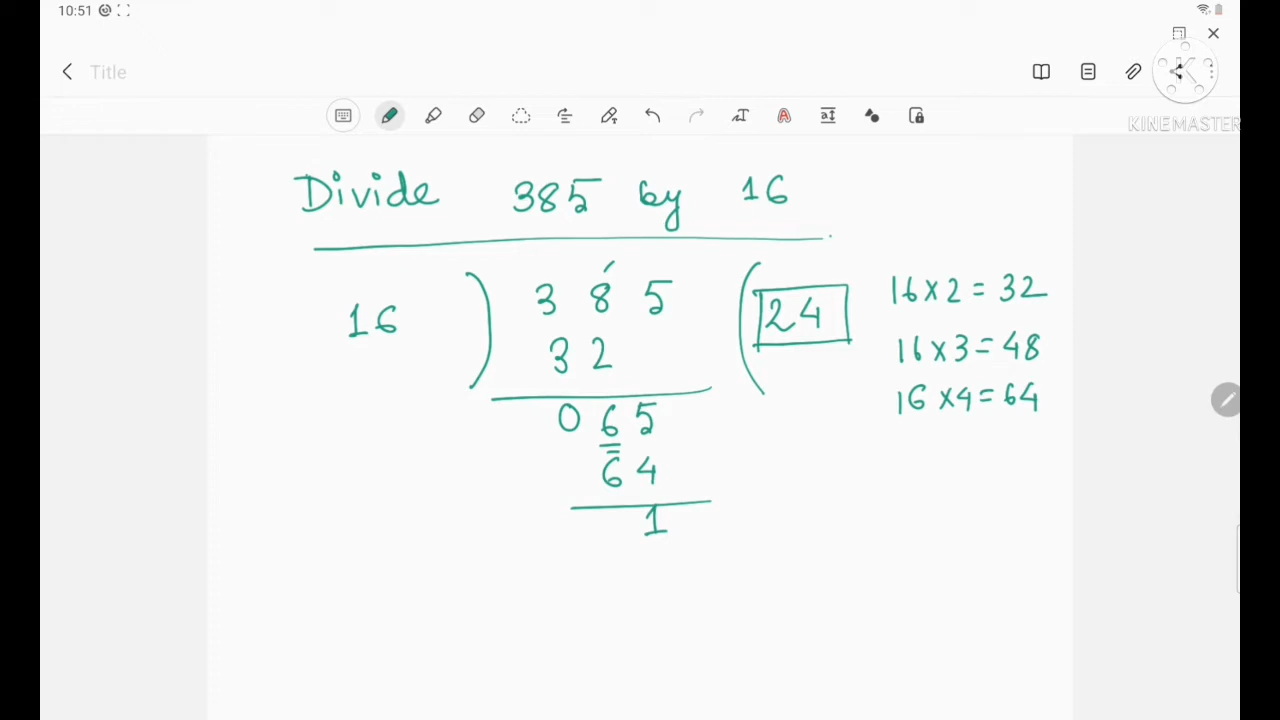 10:51
Title
KINEMASTER
Divide 385 by 16
16 ) 385 ( 24
32
065
64
1
16×2=32
16×3=48
16×4=64